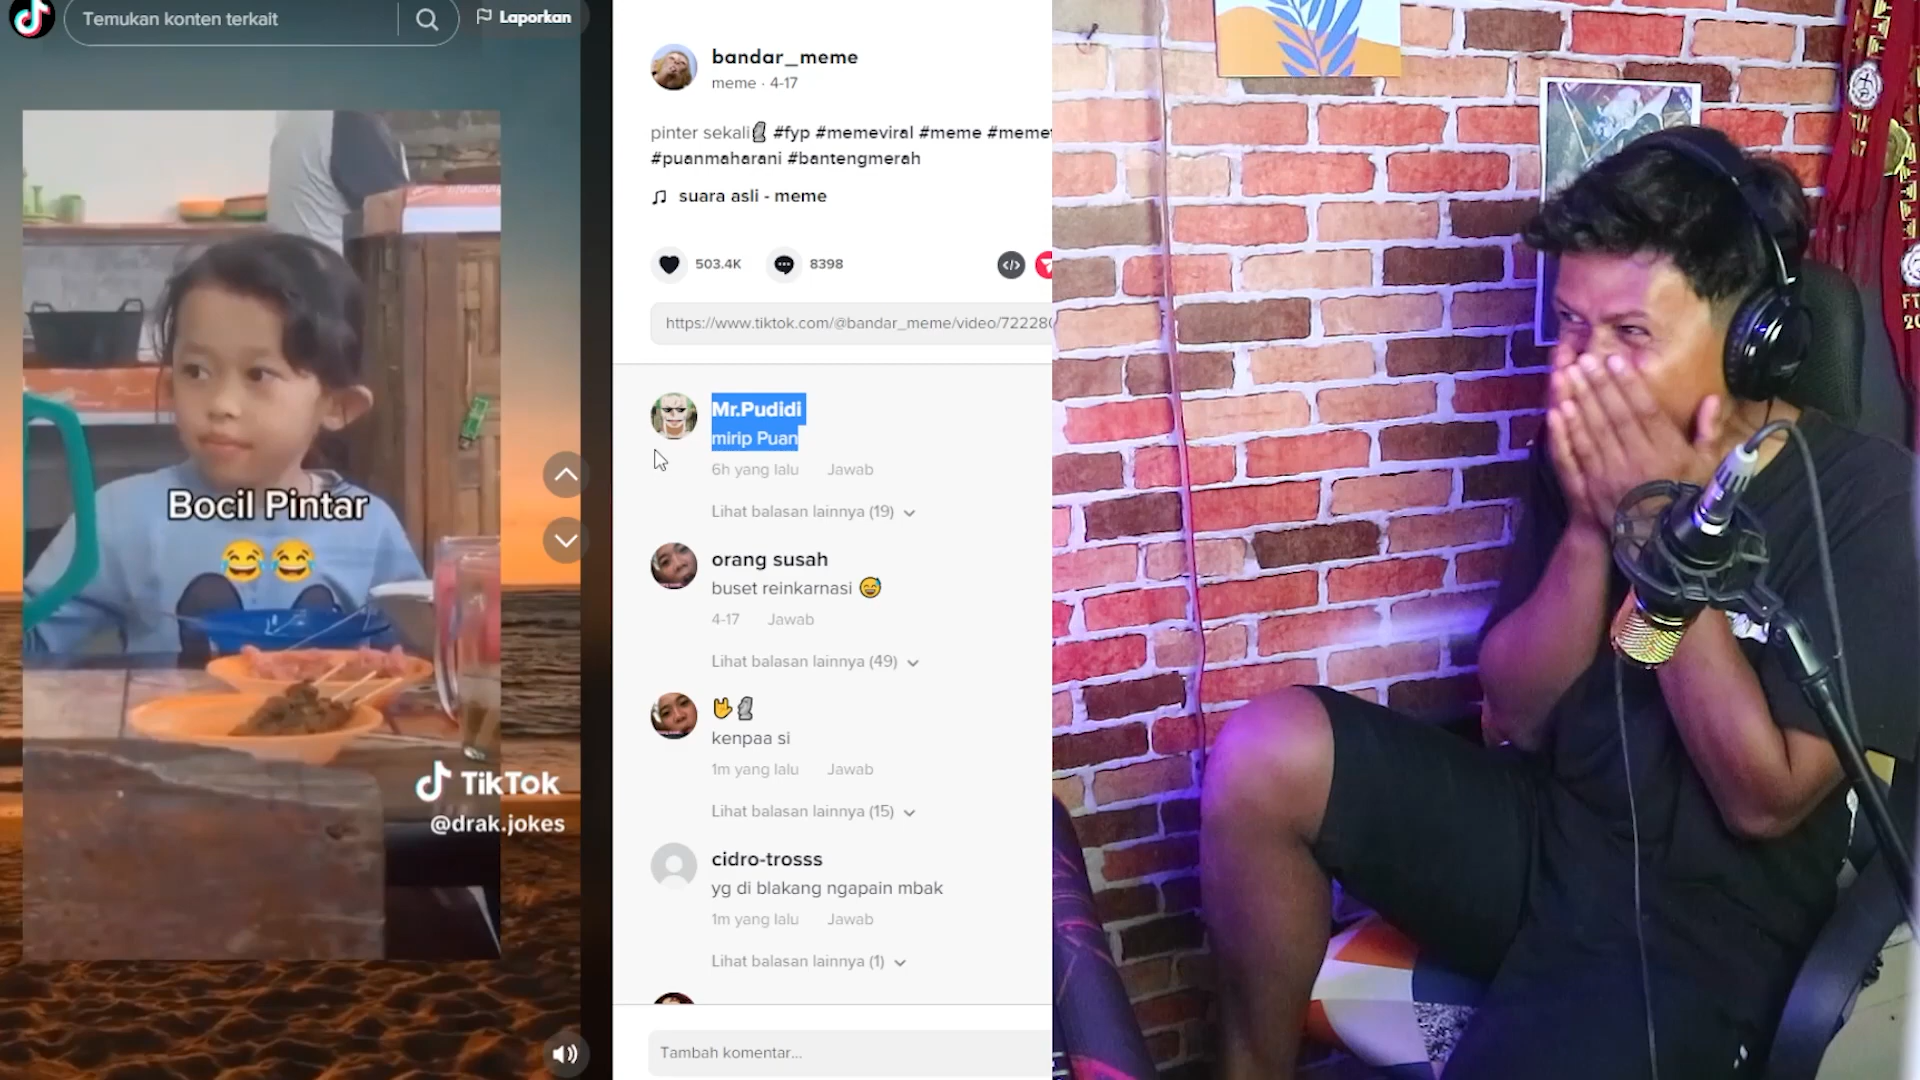 Temukan konten terkait
Laporkan
Bocil Pintar
😂😂
TikTok
@drak.jokes
bandar_meme
meme · 4-17
pinter sekali🗿 #fyp #memeviral #meme
#puanmaharani #bantengmerah
suara asli - meme
503.4K
8398
https://www.tiktok.com/@bandar_meme/video/72228
Mr.Pudidi
mirip Puan
6h yang lalu Jawab
Lihat balasan lainnya (19)
orang susah
buset reinkarnasi 😅
4-17 Jawab
Lihat balasan lainnya (49)
🤟🗿
kenpaa si
1m yang lalu Jawab
Lihat balasan lainnya (15)
cidro-trosss
yg di blakang ngapain mbak
1m yang lalu Jawab
Lihat balasan lainnya (1)
Tambah komentar...